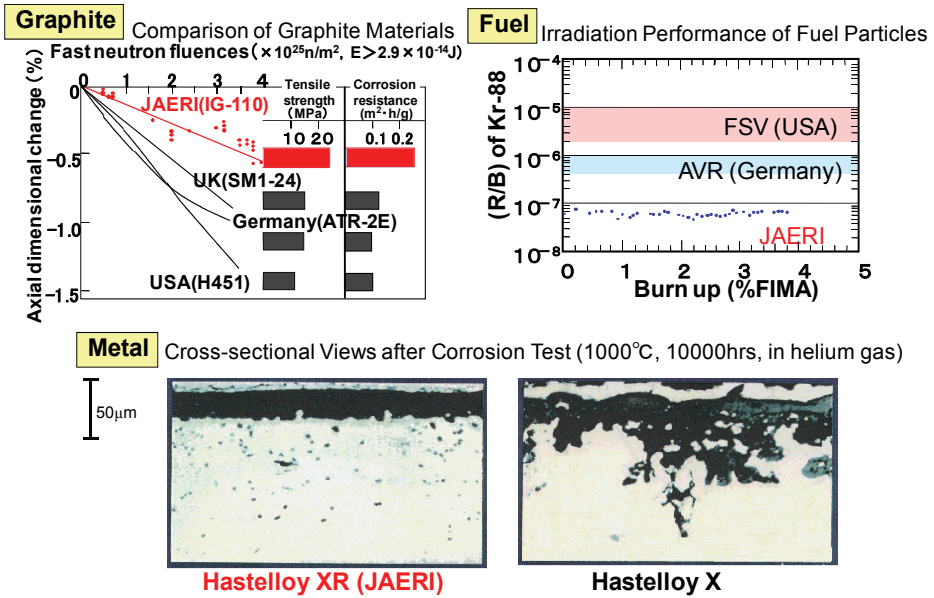 Graphite
Comparison of Graphite Materials
Fast neutron fluences(×10²⁵n/m², E>2.9×10⁻¹⁴J)
0 1 2 3 4
Axial dimensional change (%)
0
−0.5
−1.0
−1.5
JAERI(IG-110)
UK(SM1-24)
Germany(ATR-2E)
USA(H451)
Tensile
strength
(MPa)
10 20
Corrosion
resistance
(m²·h/g)
0.1 0.2
Fuel
Irradiation Performance of Fuel Particles
(R/B) of Kr-88
10⁻⁴
10⁻⁵
10⁻⁶
10⁻⁷
10⁻⁸
FSV (USA)
AVR (Germany)
JAERI
0 1 2 3 4 5
Burn up (%FIMA)
Metal
Cross-sectional Views after Corrosion Test (1000℃, 10000hrs, in helium gas)
50μm
Hastelloy XR (JAERI)
Hastelloy X